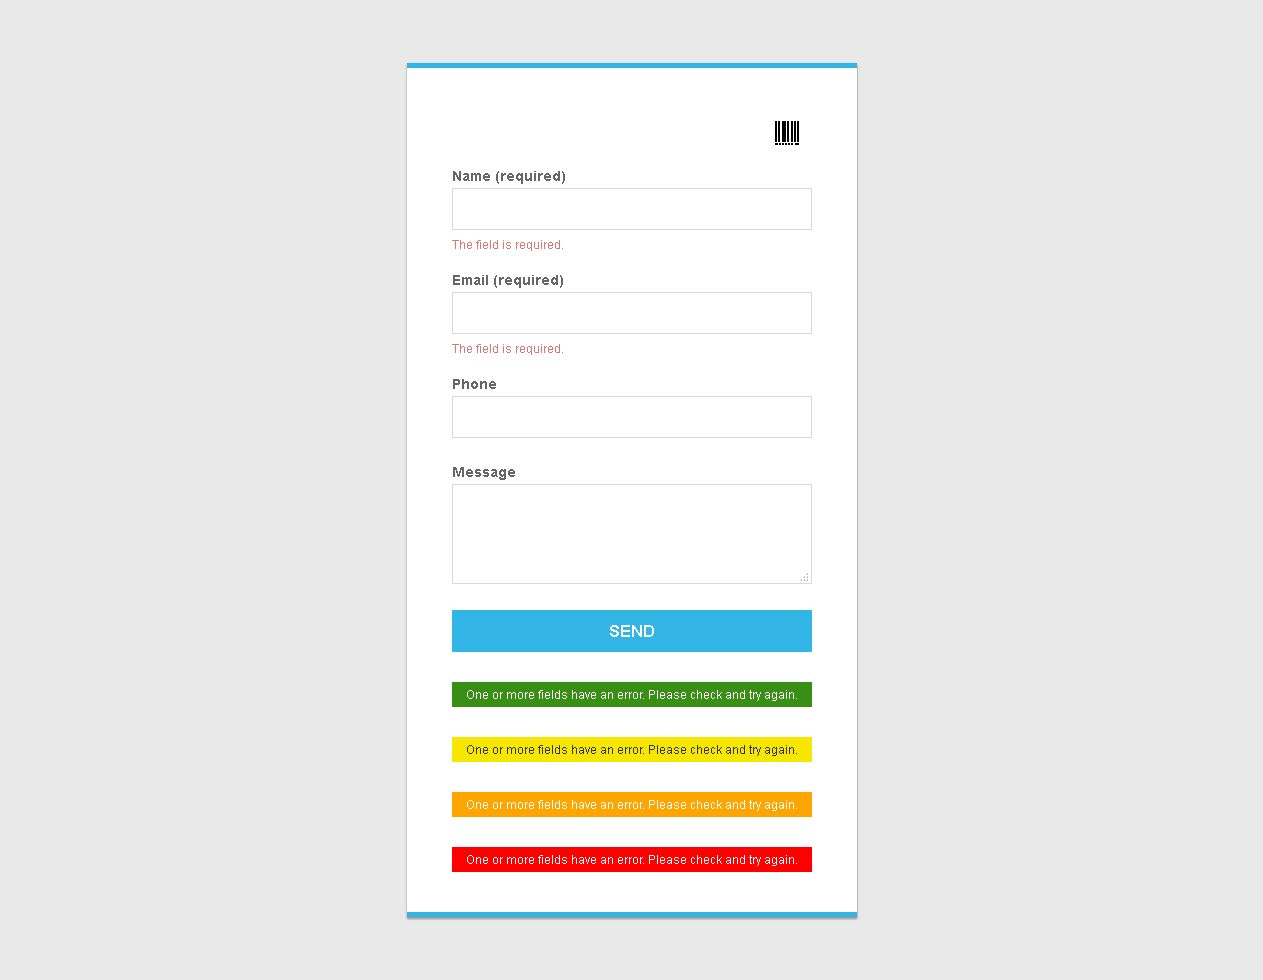 Name (required)
The field is required.
Email (required)
The field is required.
Phone
Message
SEND
One or more fields have an error. Please check and try again.
One or more fields have an error. Please check and try again.
One or more fields have an error. Please check and try again.
One or more fields have an error. Please check and try again.